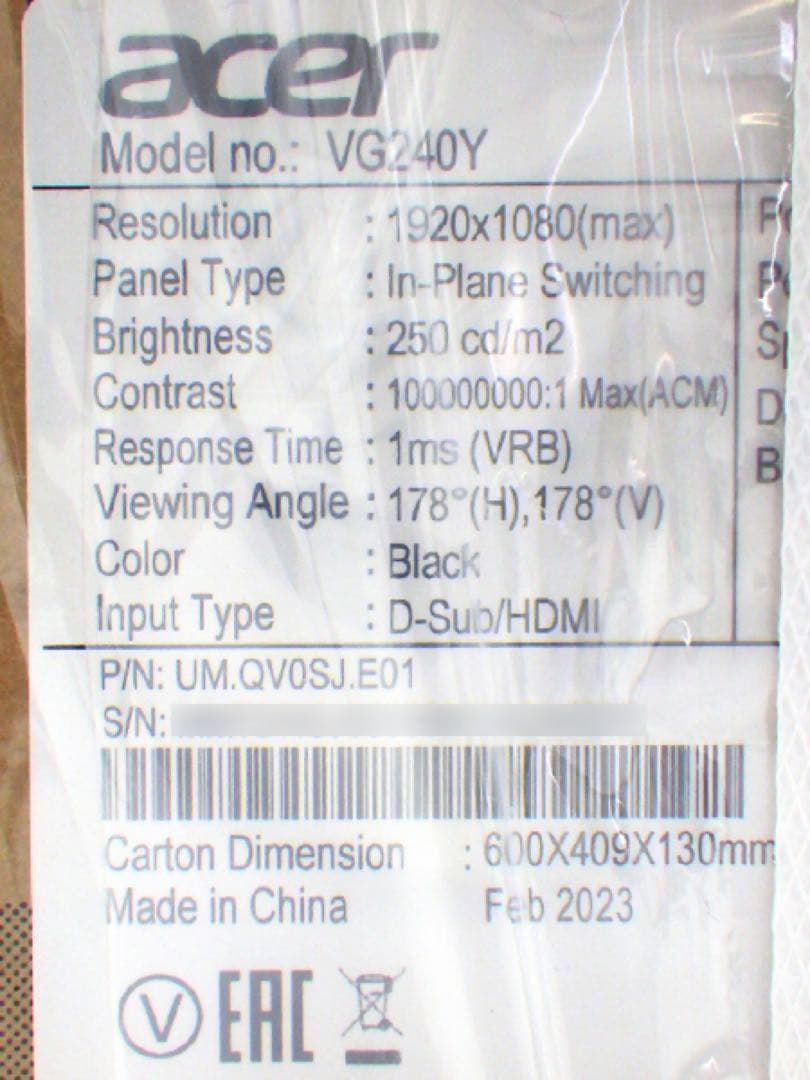 acer
Model no.: VG240Y
Resolution : 1920x1080(max)
Panel Type : In-Plane Switching
Brightness : 250 cd/m2
Contrast : 100000000:1 Max(ACM)
Response Time : 1ms (VRB)
Viewing Angle : 178°(H),178°(V)
Color : Black
Input Type : D-Sub/HDMI
P/N: UM.QV0SJ.E01
S/N:
Carton Dimension : 600X409X130mm
Made in China Feb 2023
V EAC